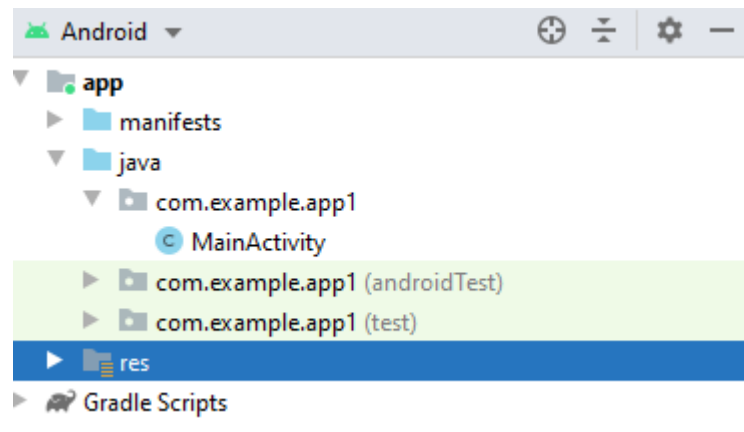 Android
app
manifests
java
com.example.app1
C MainActivity
com.example.app1 (androidTest)
com.example.app1 (test)
res
Gradle Scripts